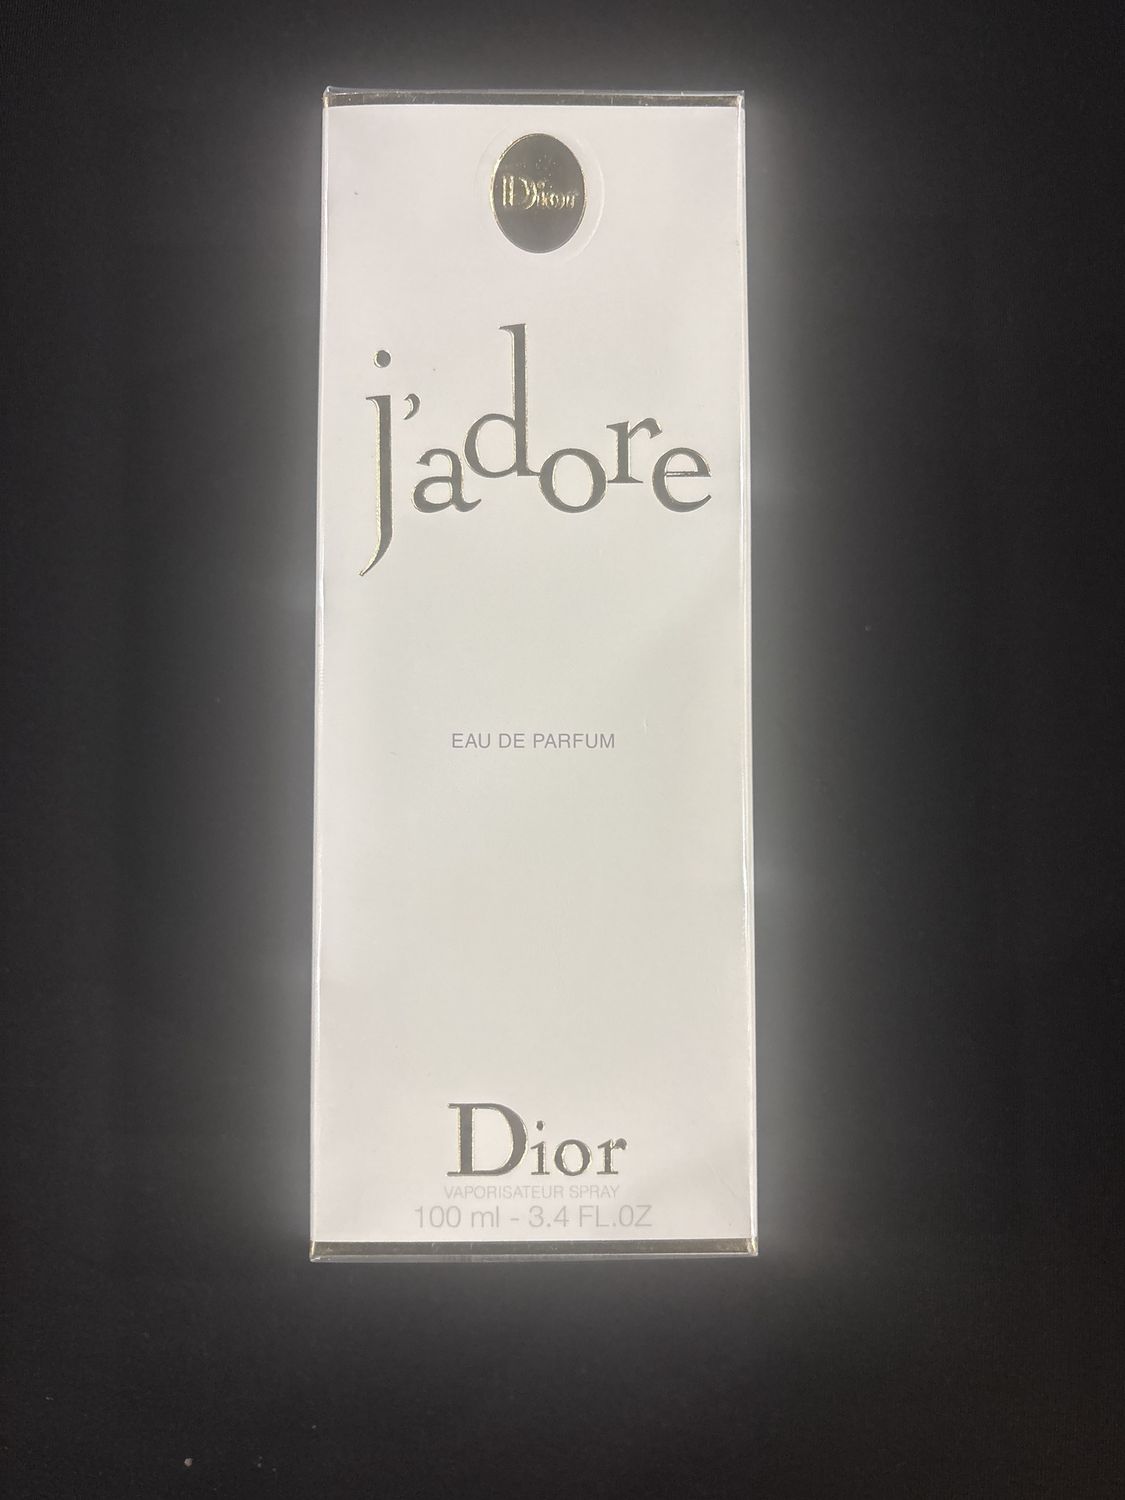 Dior
j'adore
EAU DE PARFUM
Dior
VAPORISATEUR SPRAY
100 ml - 3.4 FL.OZ